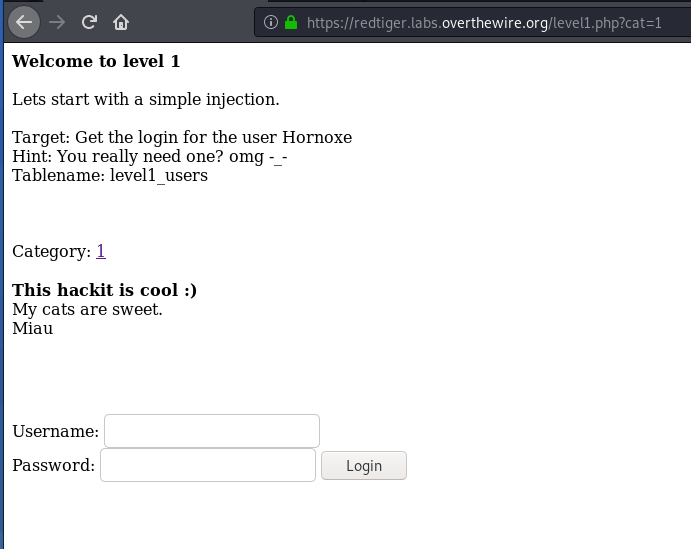 https://redtiger.labs.overthewire.org/level1.php?cat=1
Welcome to level 1
Lets start with a simple injection.
Target: Get the login for the user Hornoxe
Hint: You really need one? omg -_-
Tablename: level1_users
Category: 1
This hackit is cool :)
My cats are sweet.
Miau
Username:
Password: Login